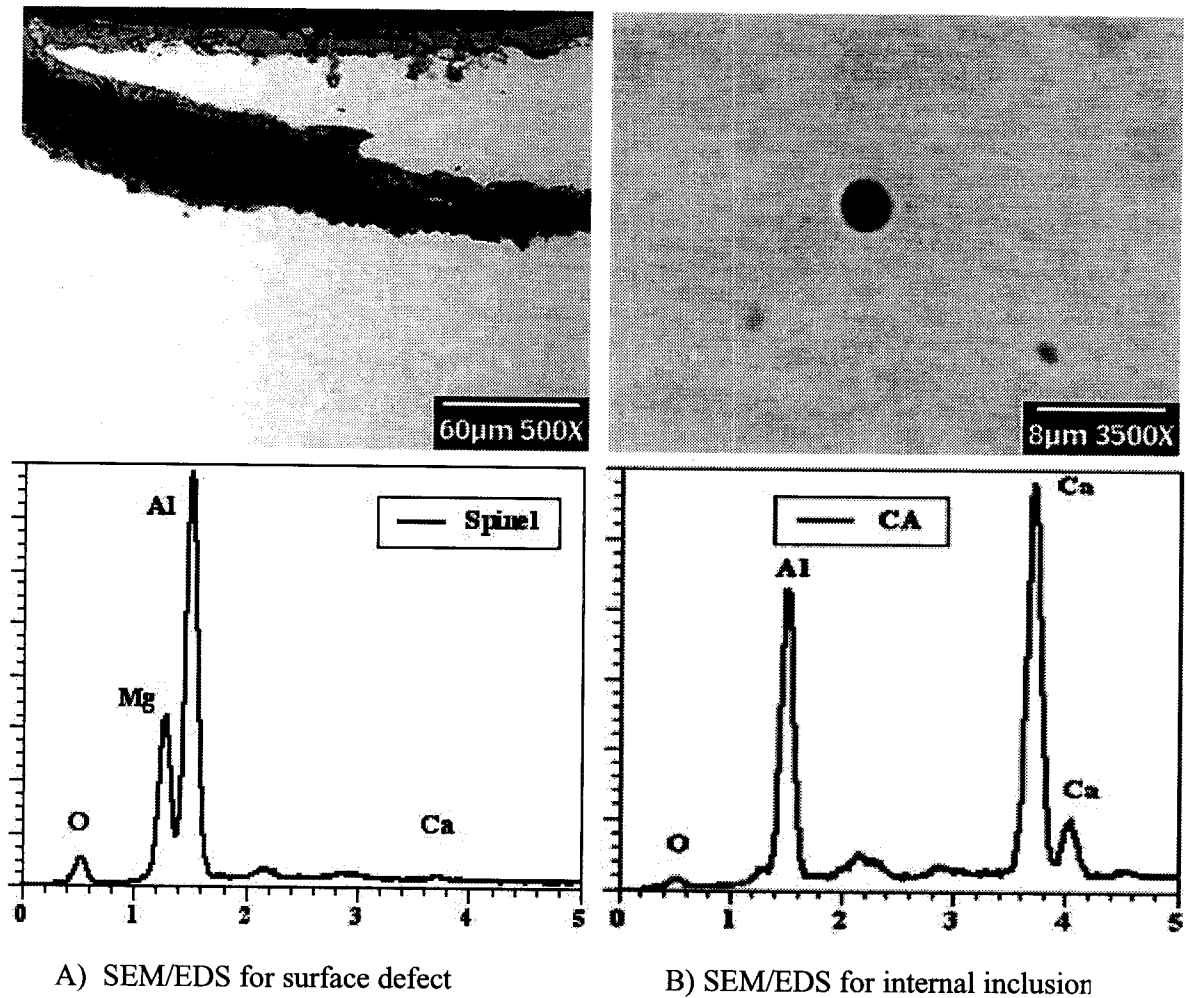 60µm 500X
8µm 3500X
Al
Spinel
Mg
O
Ca
0 1 2 3 4 5
Ca
CA
Al
Ca
O
0 1 2 3 4 5
A) SEM/EDS for surface defect
B) SEM/EDS for internal inclusion